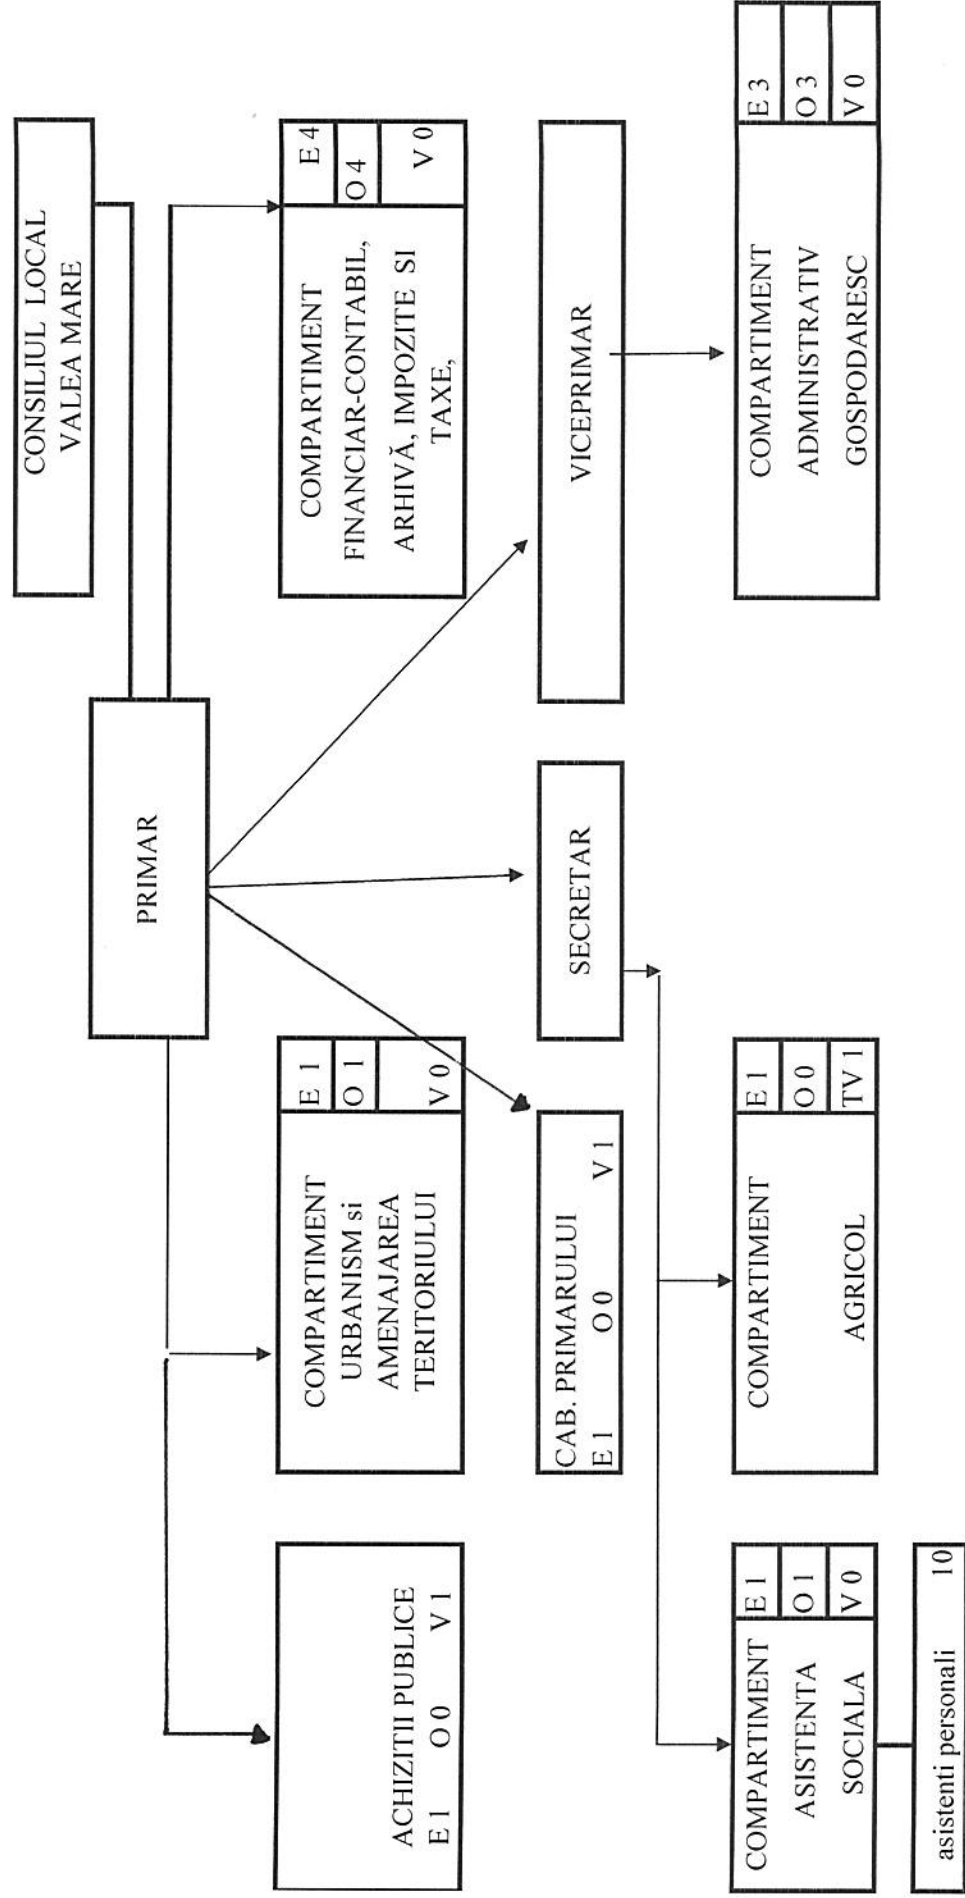 CONSILIUL LOCAL
VALEA MARE
PRIMAR
ACHIZITII PUBLICE
E 1 O 0 V 1
COMPARTIMENT
URBANISM si
AMENAJAREA
TERITORIULUI
E 1
O 1
V 0
COMPARTIMENT
FINANCIAR-CONTABIL,
ARHIVĂ, IMPOZITE SI
TAXE,
E 4
O 4
V 0
CAB. PRIMARULUI
E 1 O 0 V 1
SECRETAR
VICEPRIMAR
COMPARTIMENT
ASISTENTA
SOCIALA
E 1
O 1
V 0
COMPARTIMENT
AGRICOL
E 1
O 0
TV 1
COMPARTIMENT
ADMINISTRATIV
GOSPODARESC
E 3
O 3
V 0
asistenti personali 10